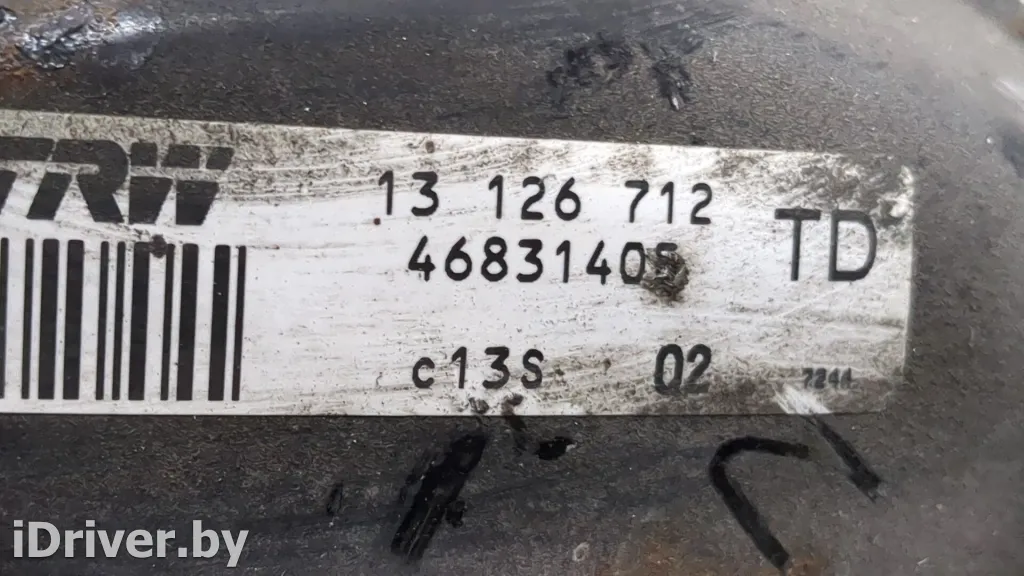 TRW
13 126 712
46831405
TD
c13S 02
7244
iDriver.by